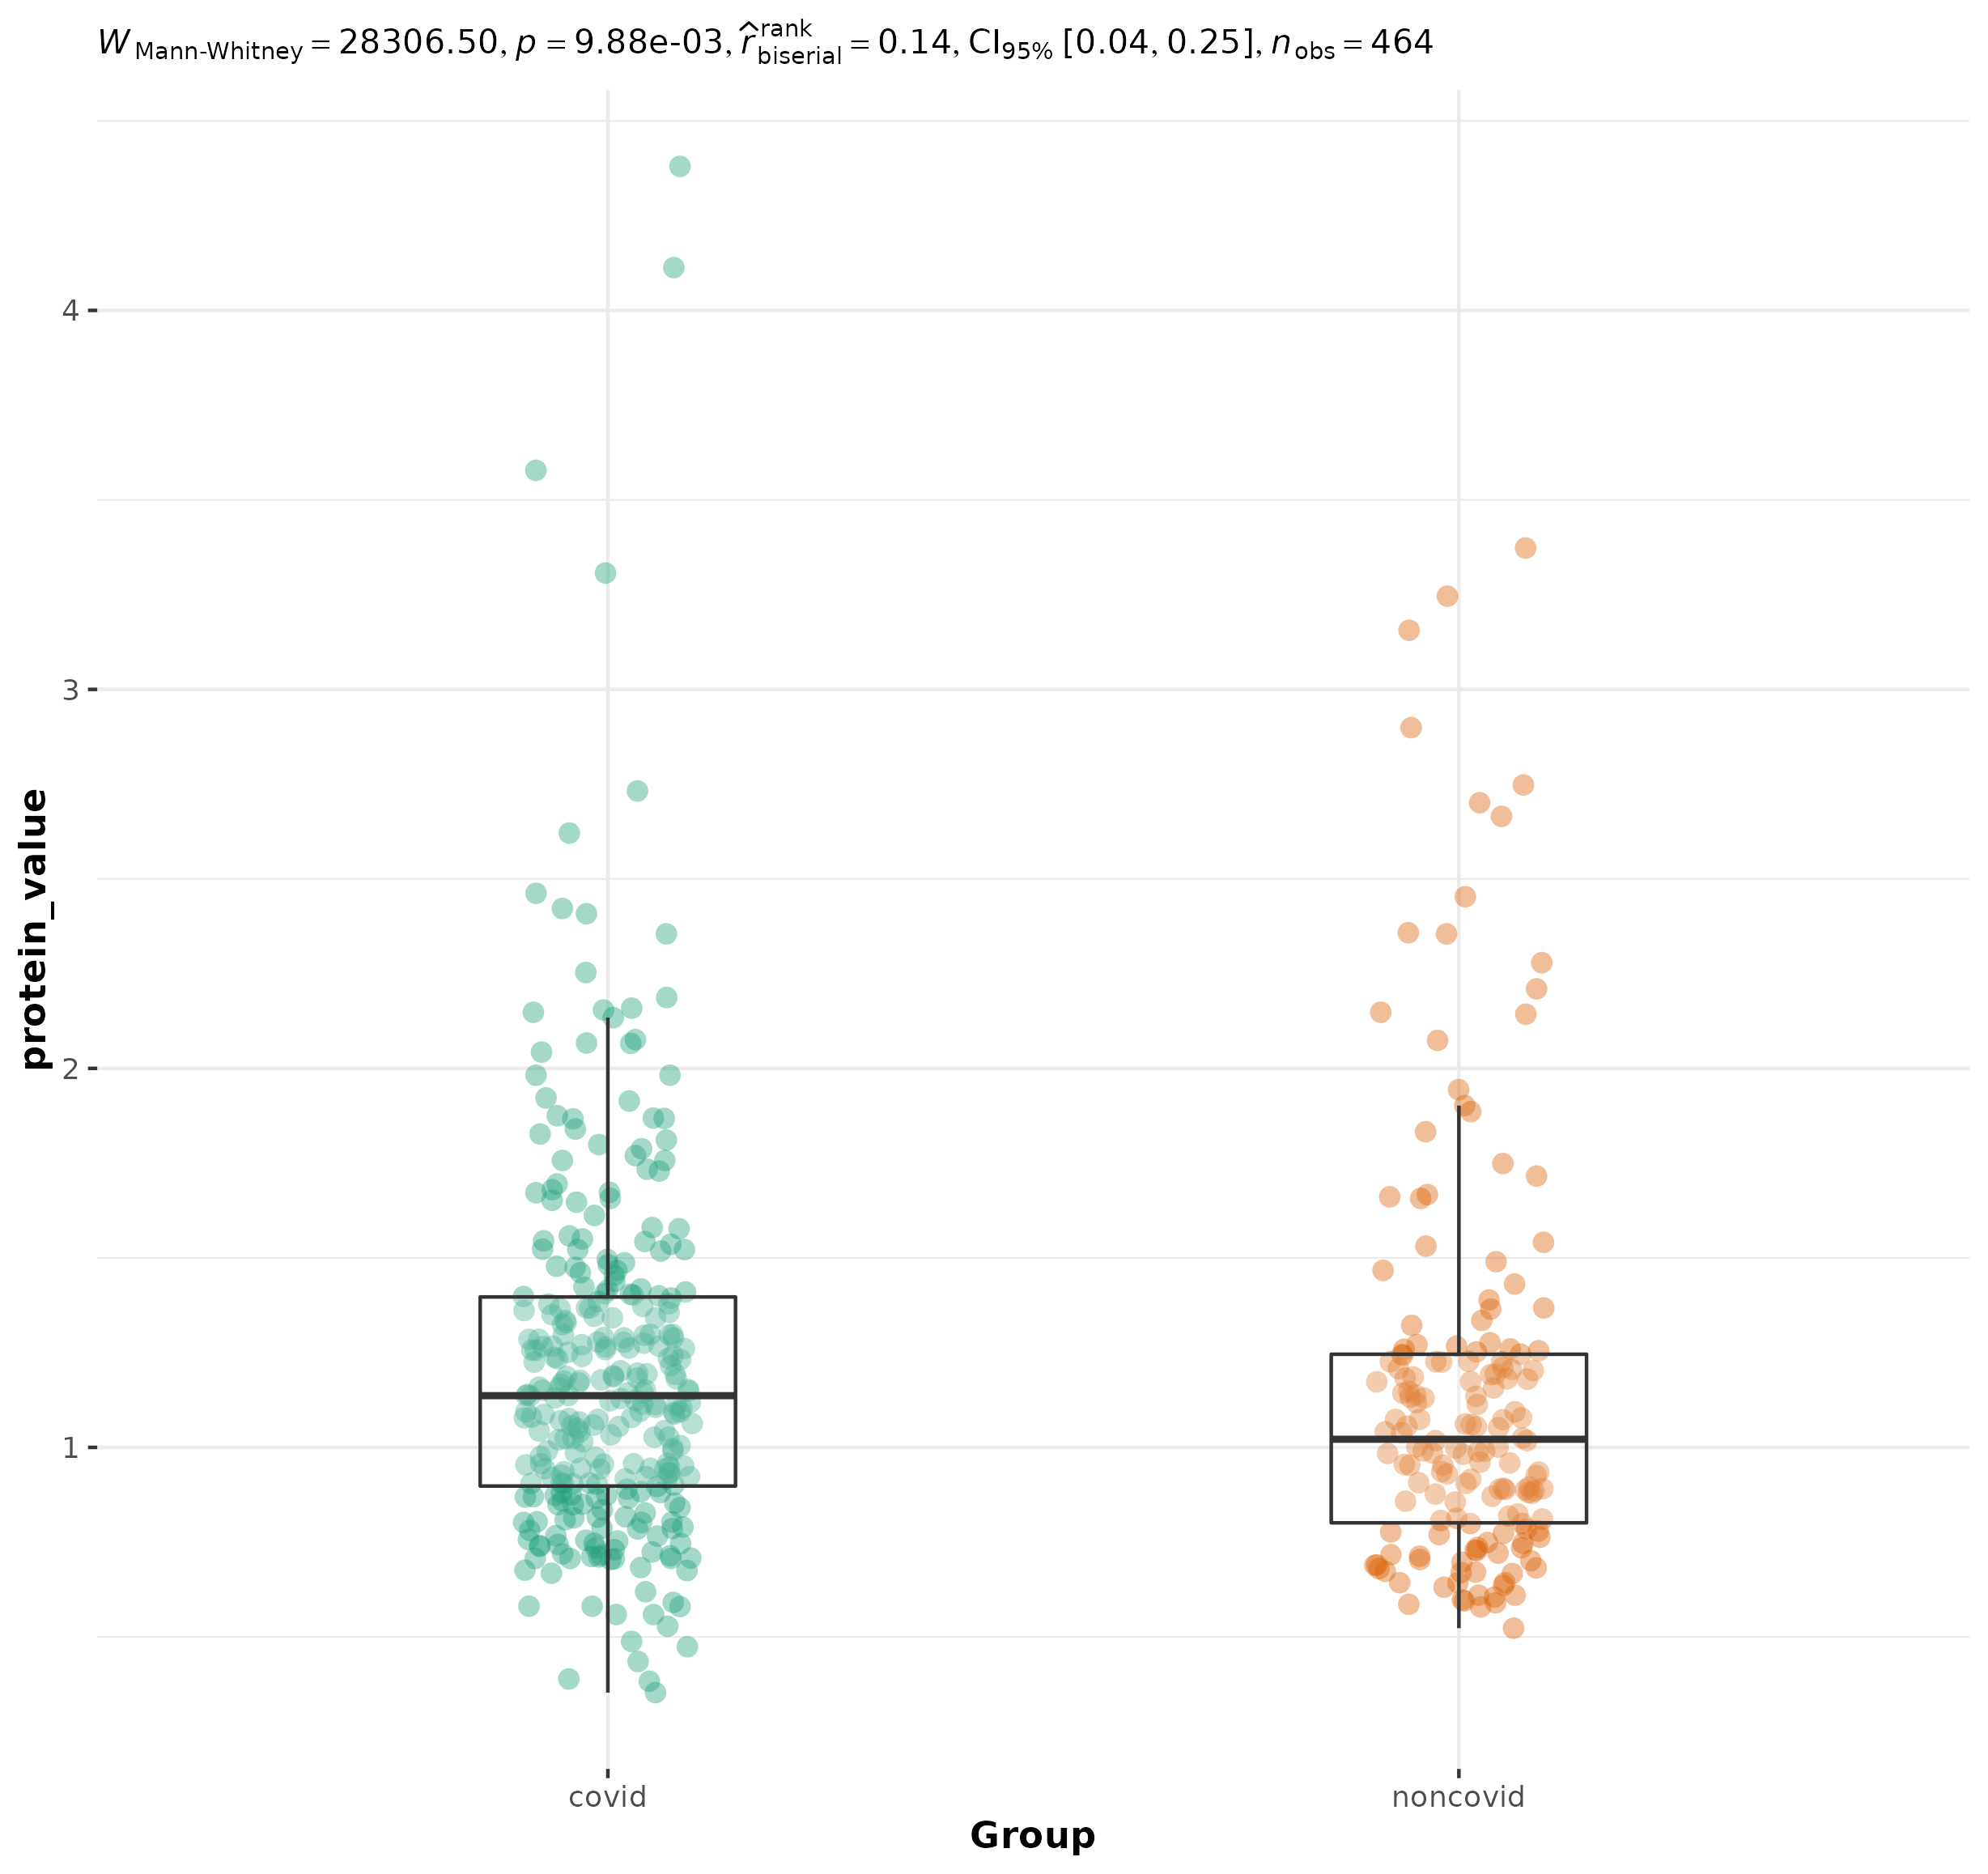 W Mann-Whitney = 28306.50, p = 9.88e-03, r̂ rank biserial = 0.14, CI95% [0.04, 0.25], n obs = 464
4
3
2
1
protein_value
covid noncovid
Group